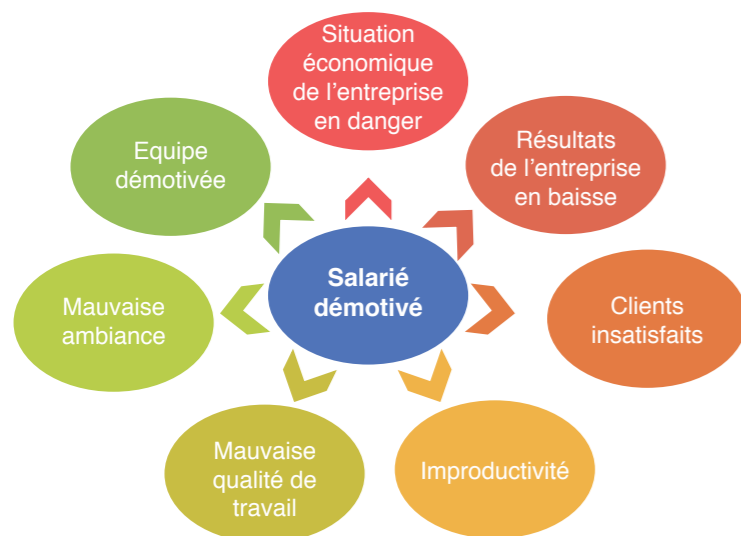 Situation
économique
de l’entreprise
en danger
Résultats
de l’entreprise
en baisse
Clients
insatisfaits
Improductivité
Mauvaise
qualité de
travail
Mauvaise
ambiance
Equipe
démotivée
Salarié
démotivé